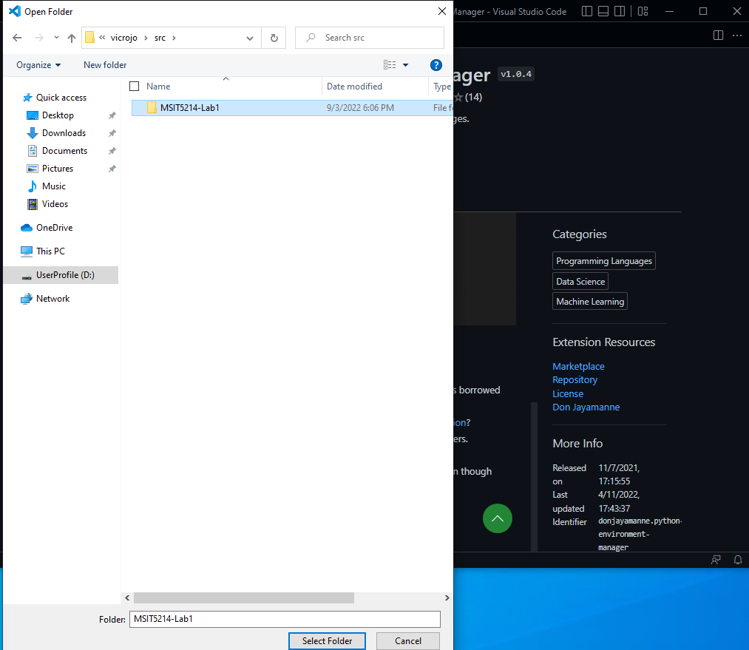 Open Folder
Manager - Visual Studio Code
« vicrojo › src ›
Search src
Organize
New folder
Name
Date modified
Type
MSIT5214-Lab1
9/3/2022 6:06 PM
File f
Quick access
Desktop
Downloads
Documents
Pictures
Music
Videos
OneDrive
This PC
UserProfile (D:)
Network
ager
v1.0.4
(14)
ges.
Categories
Programming Languages
Data Science
Machine Learning
Extension Resources
Marketplace
Repository
License
Don Jayamanne
s borrowed
ion?
ers.
n though
More Info
Released on
11/7/2021, 17:15:55
Last updated
4/11/2022, 17:43:37
Identifier
donjayamanne.python-environment-manager
Folder:
MSIT5214-Lab1
Select Folder
Cancel